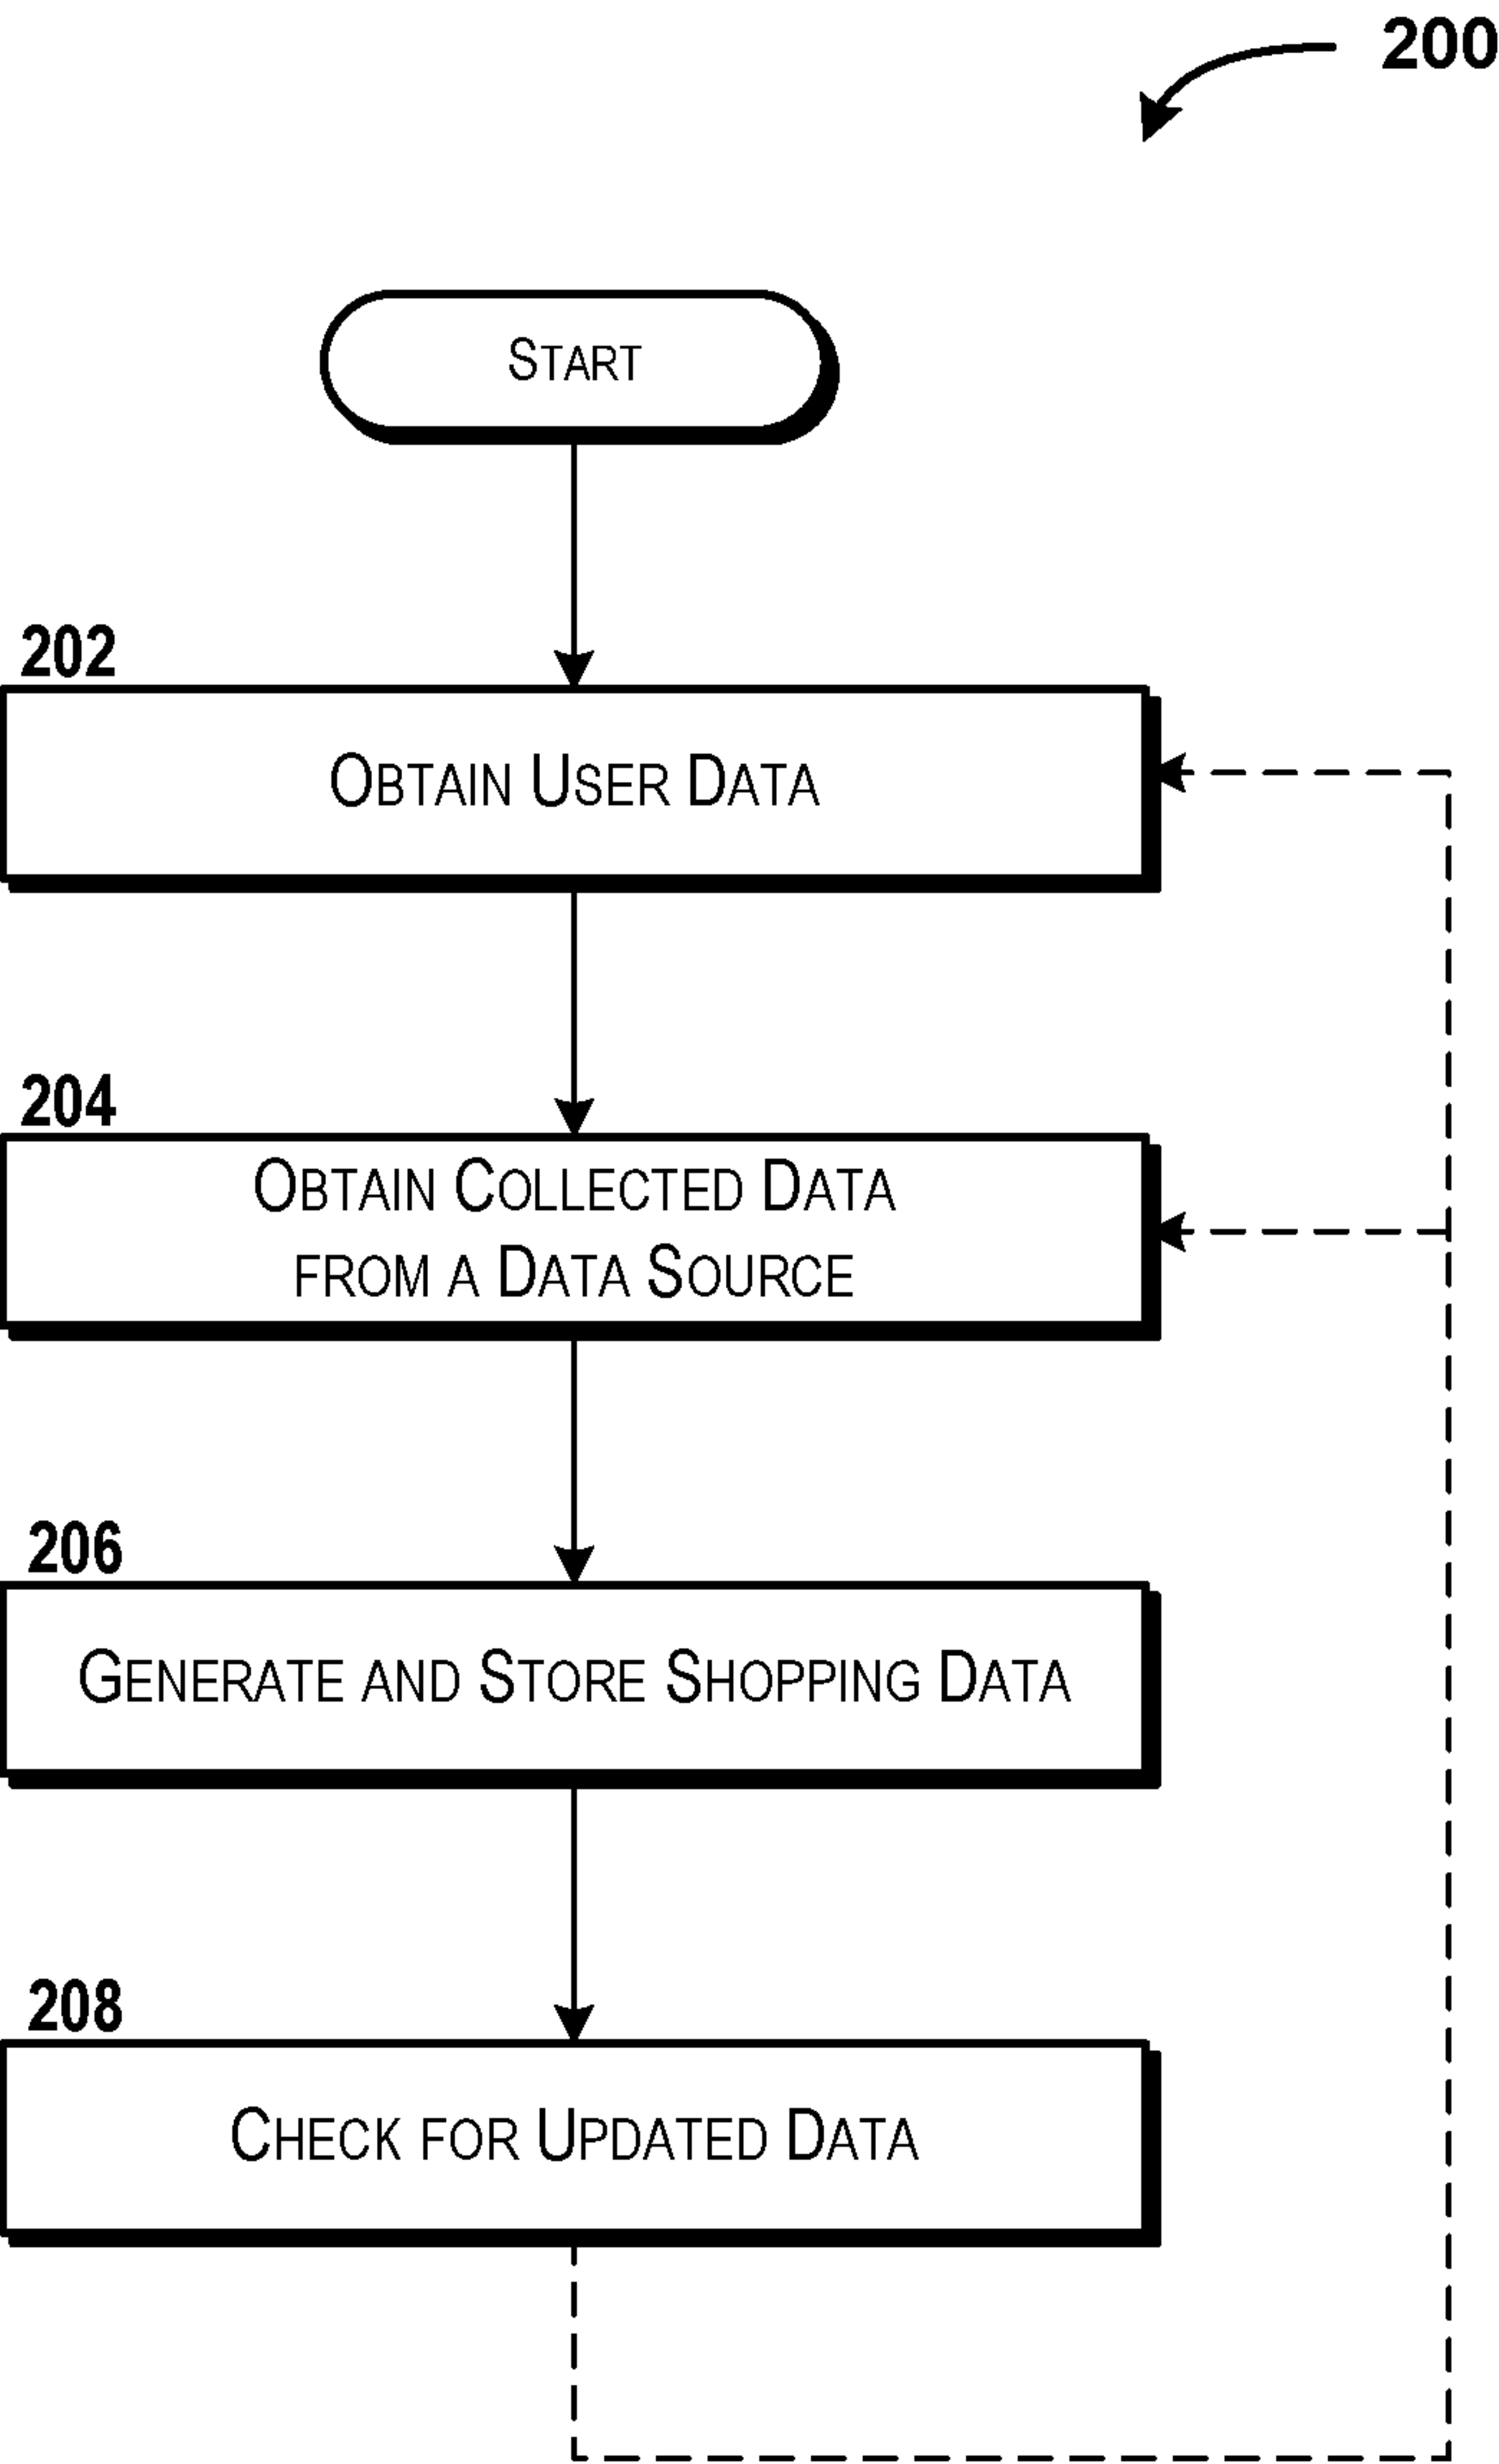 200
START
202
OBTAIN USER DATA
204
OBTAIN COLLECTED DATA
FROM A DATA SOURCE
206
GENERATE AND STORE SHOPPING DATA
208
CHECK FOR UPDATED DATA